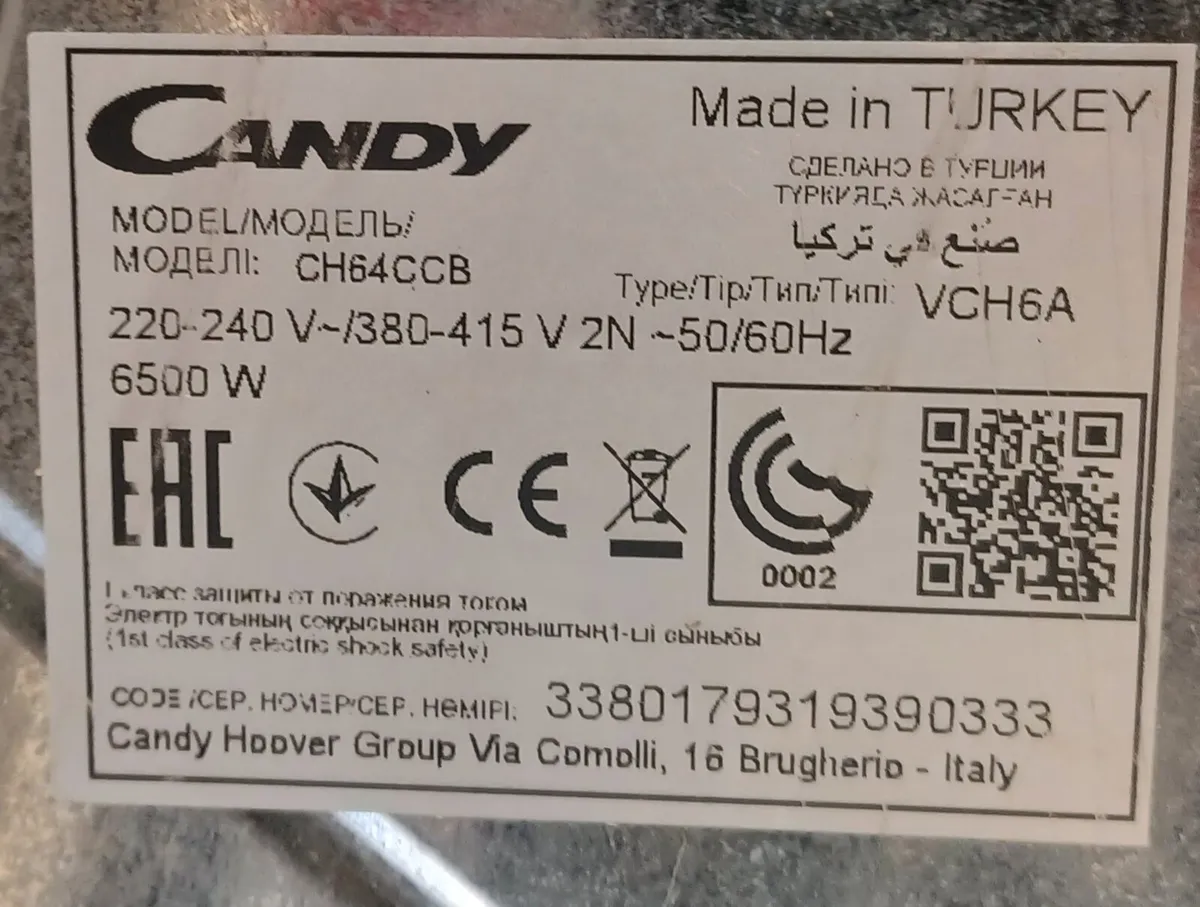 CANDY
Made in TURKEY
СДЕЛАНО В ТУРЦИИ
ТҮРКИЯДА ЖАСАЛҒАН
صنع في تركيا
MODEL/МОДЕЛЬ/
МОДЕЛІ: CH64CCB
Type/Tip/Тип/Типі: VCH6A
220-240 V~/380-415 V 2N ~50/60Hz
6500 W
EAC
CE
0002
I класс защиты от поражения током
Электр тогының соққысынан қорғаныштың 1-ші сыныбы
(1st class of electric shock safety)
CODE /СЕР. НОМЕР/СЕР. НӨМІРІ: 3380179319390333
Candy Hoover Group Via Comolli, 16 Brugherio - Italy